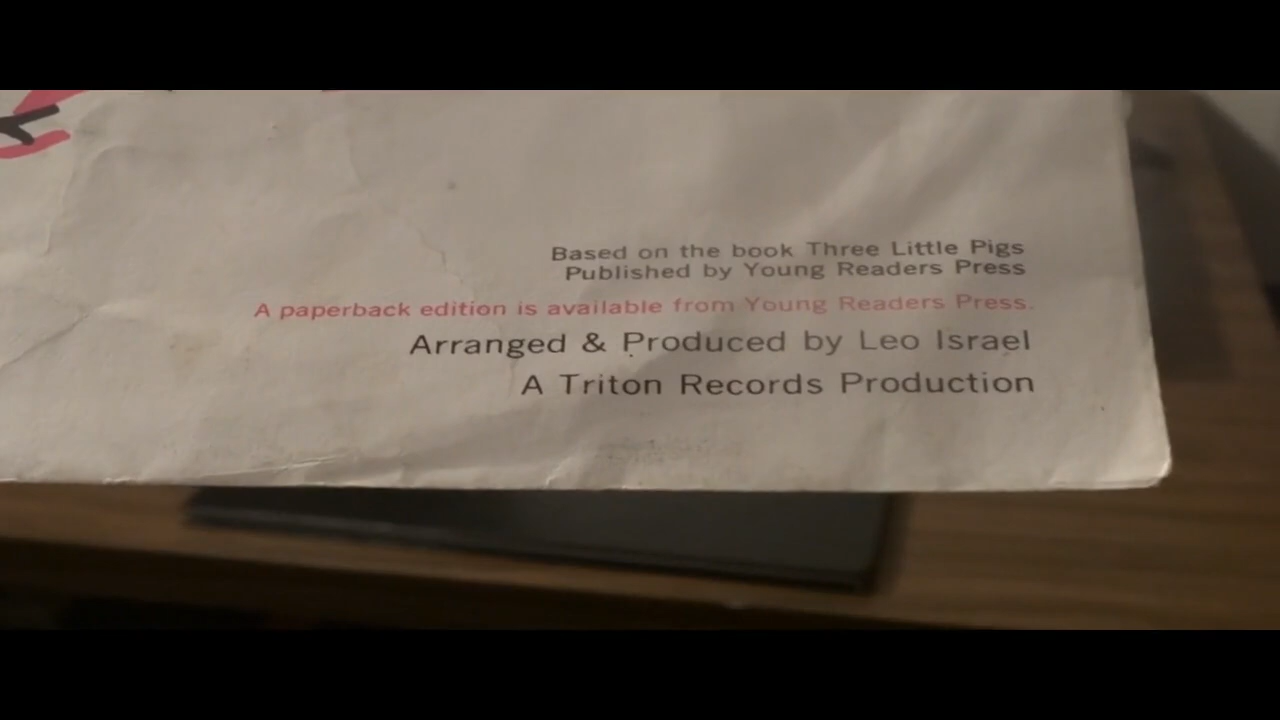 Based on the book Three Little Pigs
Published by Young Readers Press
A paperback edition is available from Young Readers Press.
Arranged & Produced by Leo Israel
A Triton Records Production